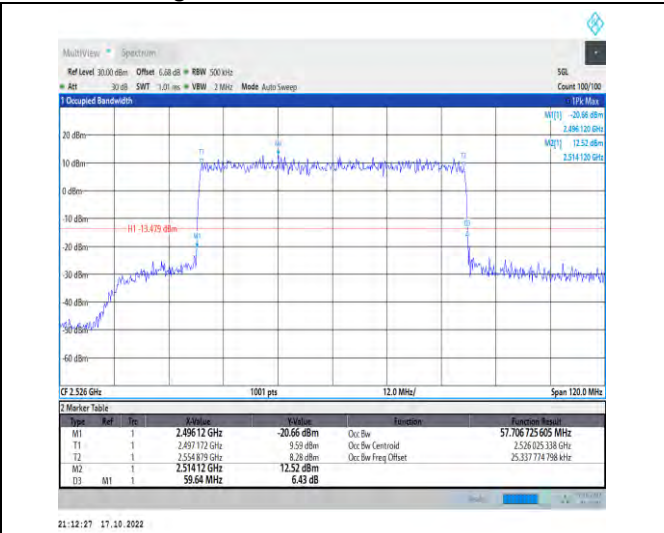 MultiView Spectrum
Ref Level 30.00 dBm Offset 6.68 dB RBW 500 kHz SGL
Att 30 dB SWT 1.01 ms VBW 2 MHz Mode Auto Sweep Count 100/100
1 Occupied Bandwidth 1Pk Max
M1[1] -20.66 dBm
2.496 120 GHz
M2[1] 12.52 dBm
2.514 120 GHz
20 dBm
T1
T2
10 dBm
0 dBm
-10 dBm
H1 -13.479 dBm
M1
-20 dBm
-30 dBm
-40 dBm
-50 dBm
-60 dBm
CF 2.526 GHz 1001 pts 12.0 MHz/ Span 120.0 MHz
2 Marker Table
Type Ref Trc X-Value Y-Value Function Function Result
M1 1 2.496 12 GHz -20.66 dBm Occ Bw 57.706 725 605 MHz
T1 1 2.497 172 GHz 9.59 dBm Occ Bw Centroid 2.526 025 338 GHz
T2 1 2.554 879 GHz 8.28 dBm Occ Bw Freq Offset 25.337 774 798 kHz
M2 1 2.514 12 GHz 12.52 dBm
D3 M1 1 59.64 MHz 6.43 dB
21:12:27 17.10.2022